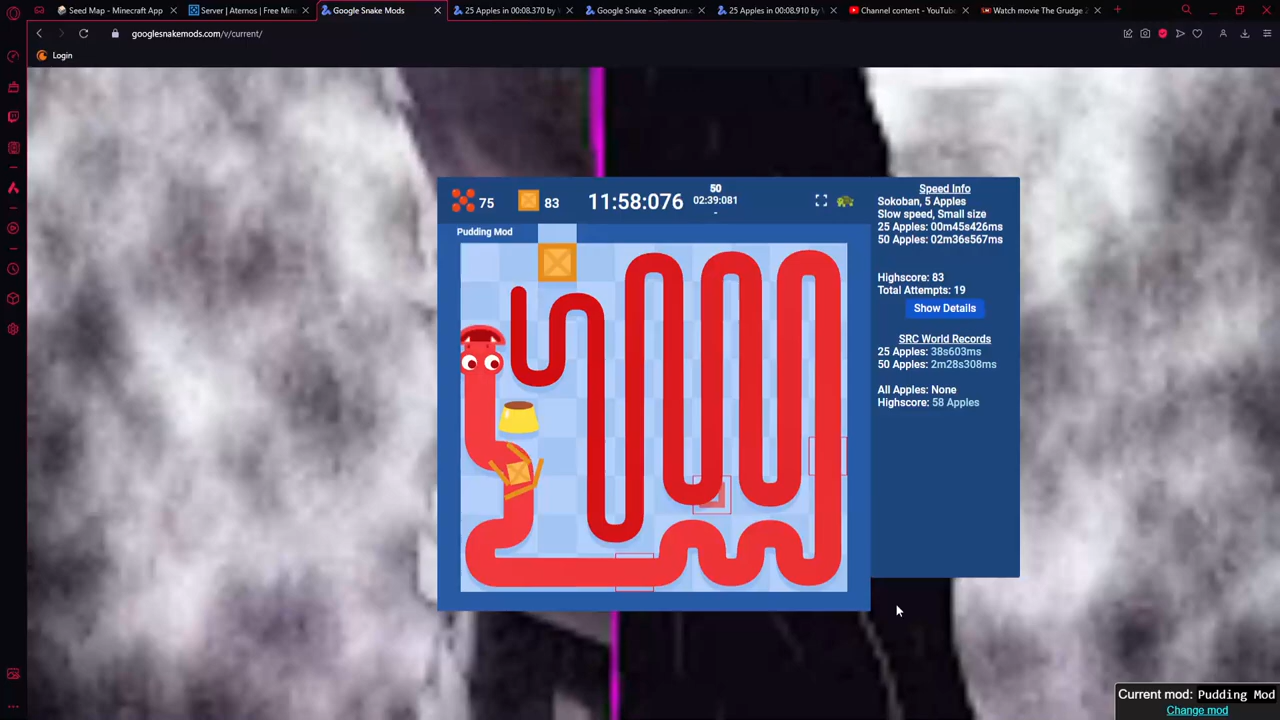 Seed Map - Minecraft App
Server | Aternos | Free Min
Google Snake Mods
25 Apples in 00:08.370 by
Google Snake - Speedrun.
25 Apples in 00:08.910 by
Channel content - YouTube
Watch movie The Grudge
googlesnakemods.com/v/current/
Login
75
83
11:58:076
50
02:39:081
-
Pudding Mod
Speed Info
Sokoban, 5 Apples
Slow speed, Small size
25 Apples: 00m45s426ms
50 Apples: 02m36s567ms
Highscore: 83
Total Attempts: 19
Show Details
SRC World Records
25 Apples: 38s603ms
50 Apples: 2m28s308ms
All Apples: None
Highscore: 58 Apples
Current mod: Pudding Mod
Change mod